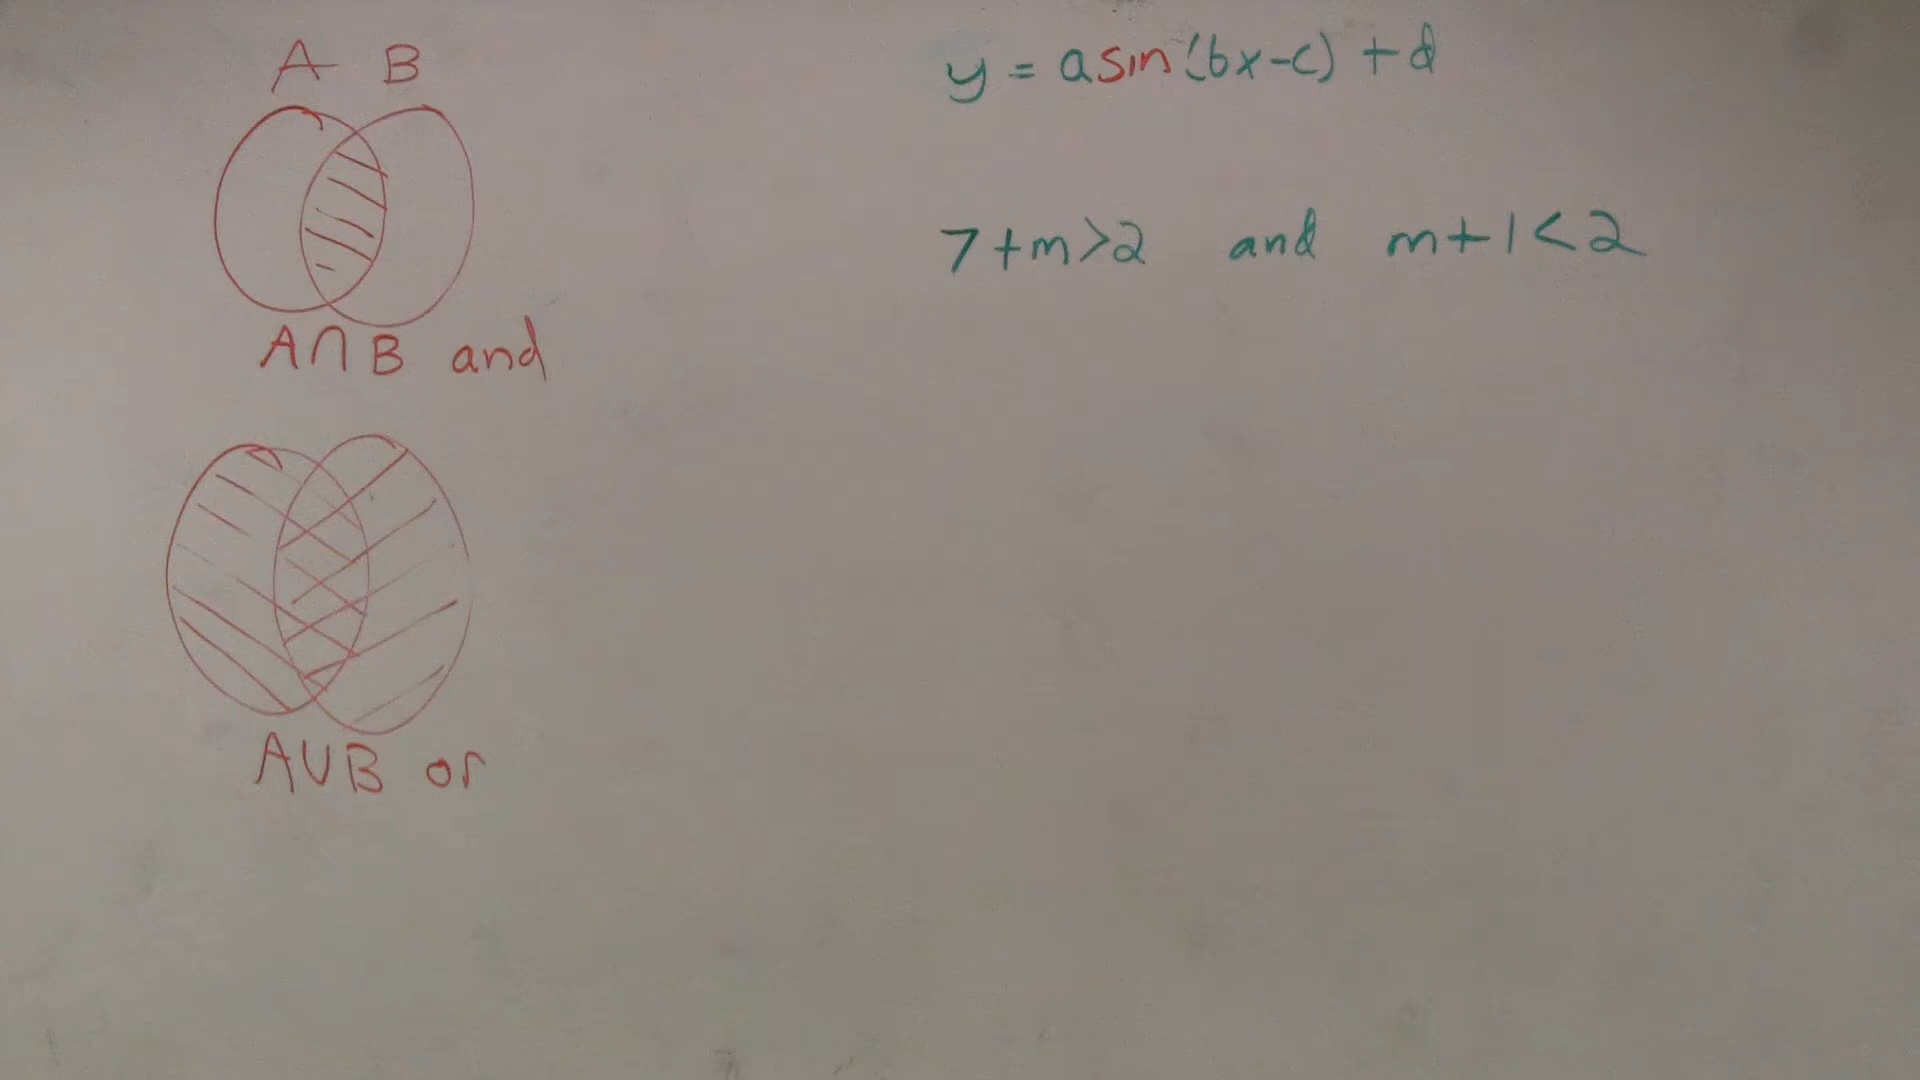 A B
A∩B and
A∪B or
y = asin(bx-c) + d
7+m>2 and m+1<2